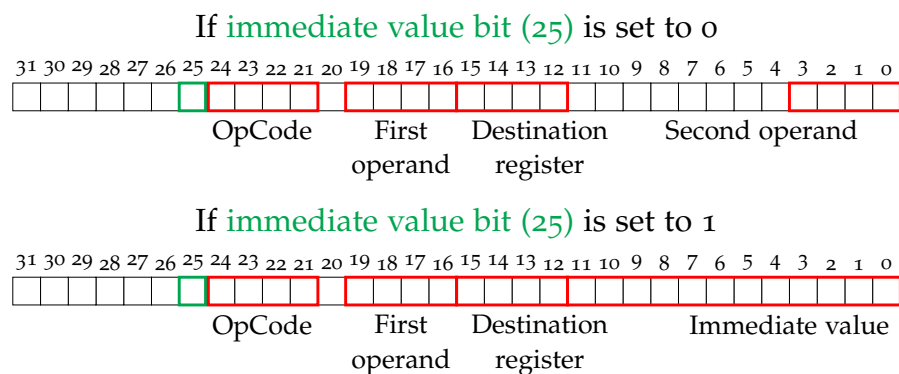 If immediate value bit (25) is set to 0
31 30 29 28 27 26 25 24 23 22 21 20 19 18 17 16 15 14 13 12 11 10 9 8 7 6 5 4 3 2 1 0
OpCode First Destination Second operand
operand register
If immediate value bit (25) is set to 1
31 30 29 28 27 26 25 24 23 22 21 20 19 18 17 16 15 14 13 12 11 10 9 8 7 6 5 4 3 2 1 0
OpCode First Destination Immediate value
operand register